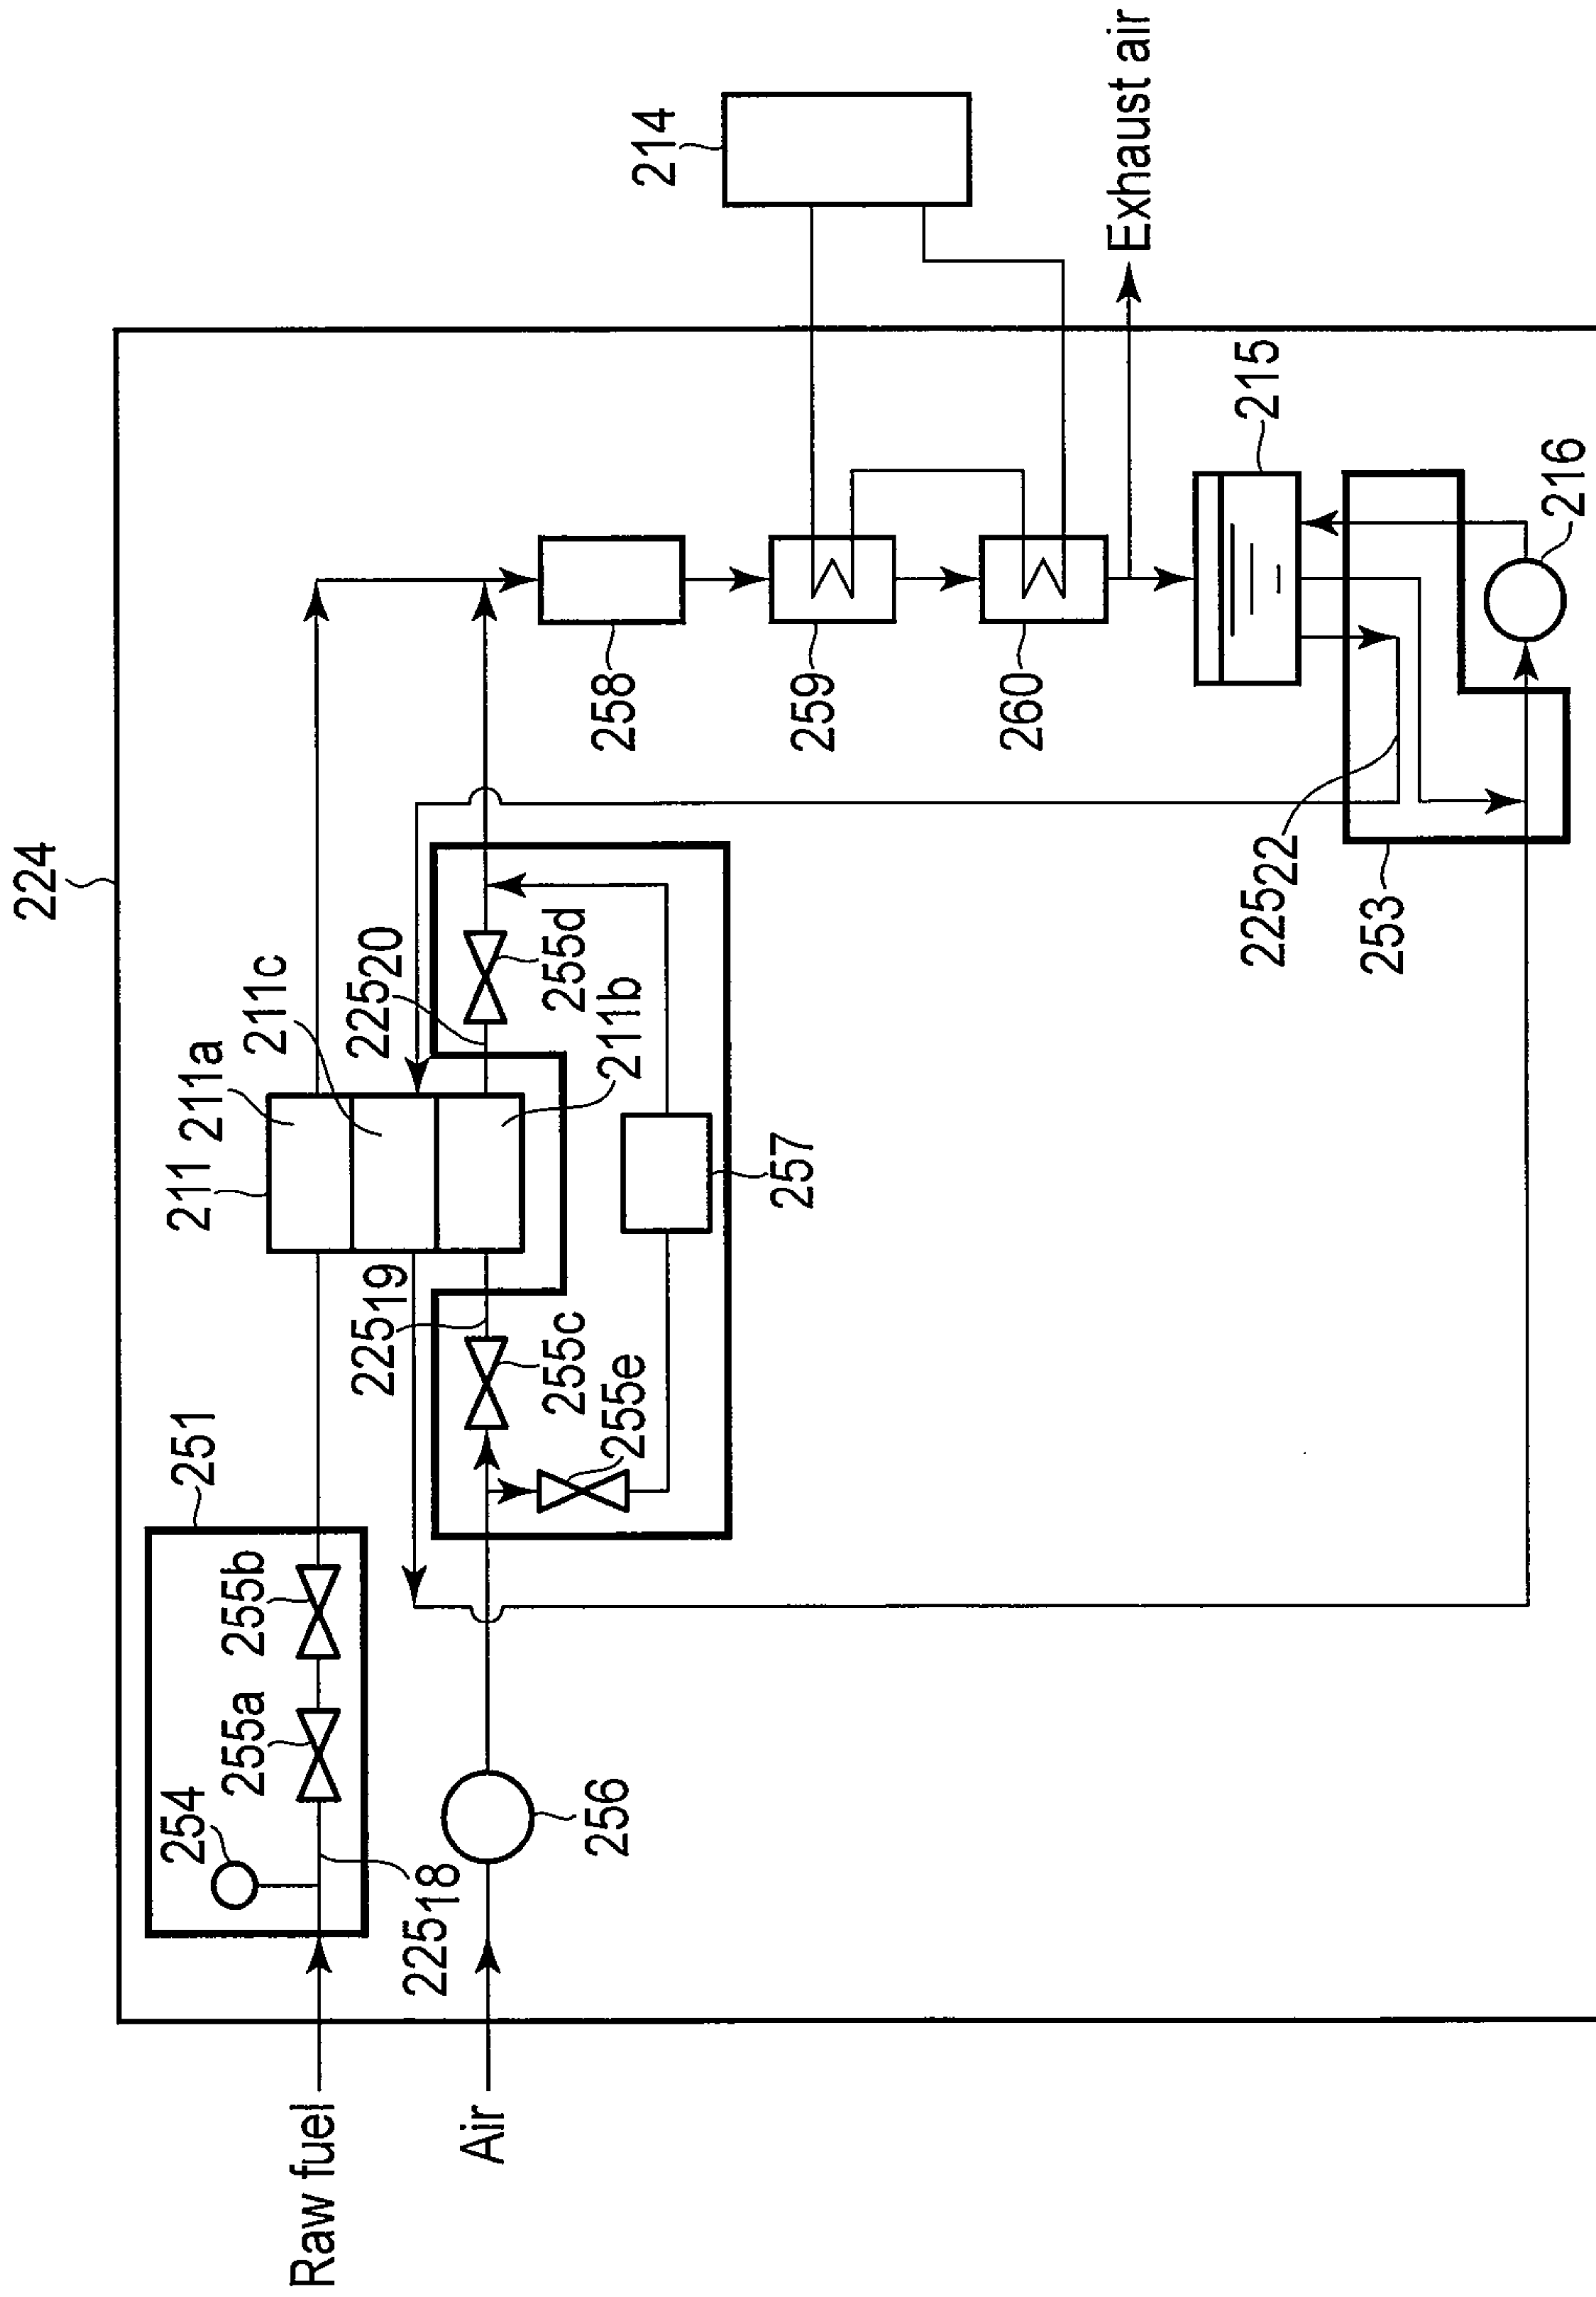 224
251
254
255a
255b
211
211a
211c
225₁₈
225₁₉
225₂₀
255c
255d
255e
211b
256
257
258
259
260
214
215
216
225₂₂
253
Raw fuel
Air
Exhaust air